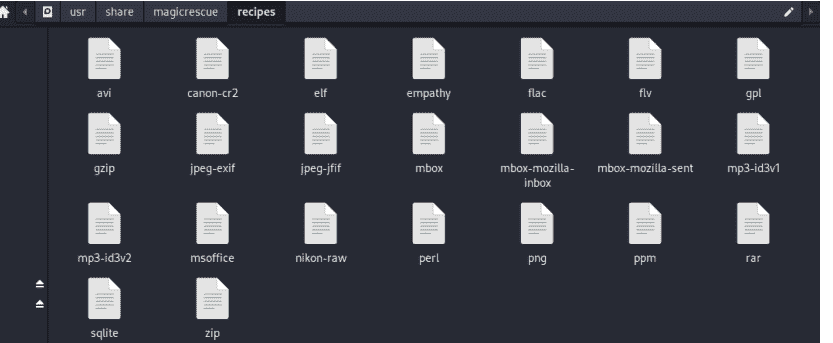 usr share magicrescue recipes
avi canon-cr2 elf empathy flac flv gpl
gzip jpeg-exif jpeg-jfif mbox mbox-mozilla- mbox-mozilla-sent mp3-id3v1
inbox
mp3-id3v2 msoffice nikon-raw perl png ppm rar
sqlite zip